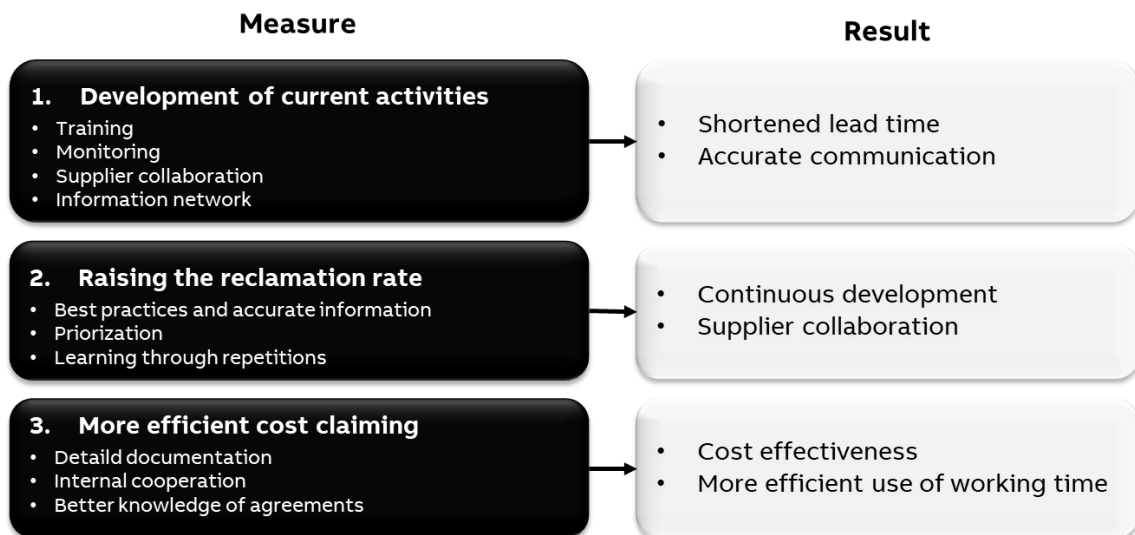 Measure
Result
1. Development of current activities
• Training
• Monitoring
• Supplier collaboration
• Information network
• Shortened lead time
• Accurate communication
2. Raising the reclamation rate
• Best practices and accurate information
• Priorization
• Learning through repetitions
• Continuous development
• Supplier collaboration
3. More efficient cost claiming
• Detaild documentation
• Internal cooperation
• Better knowledge of agreements
• Cost effectiveness
• More efficient use of working time